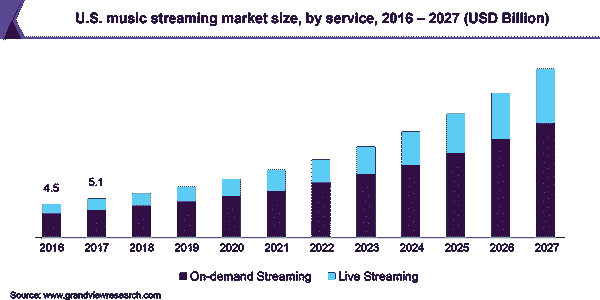 U.S. music streaming market size, by service, 2016 – 2027 (USD Billion)
4.5
5.1
2016 2017 2018 2019 2020 2021 2022 2023 2024 2025 2026 2027
On-demand Streaming Live Streaming
Source: www.grandviewresearch.com